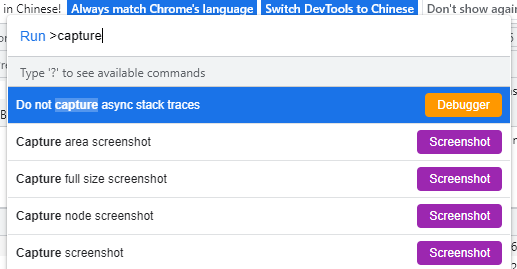 in Chinese! Always match Chrome's language Switch DevTools to Chinese Don't show again
Run >capture
Type '?' to see available commands
Do not capture async stack traces Debugger
Capture area screenshot Screenshot
Capture full size screenshot Screenshot
Capture node screenshot Screenshot
Capture screenshot Screenshot